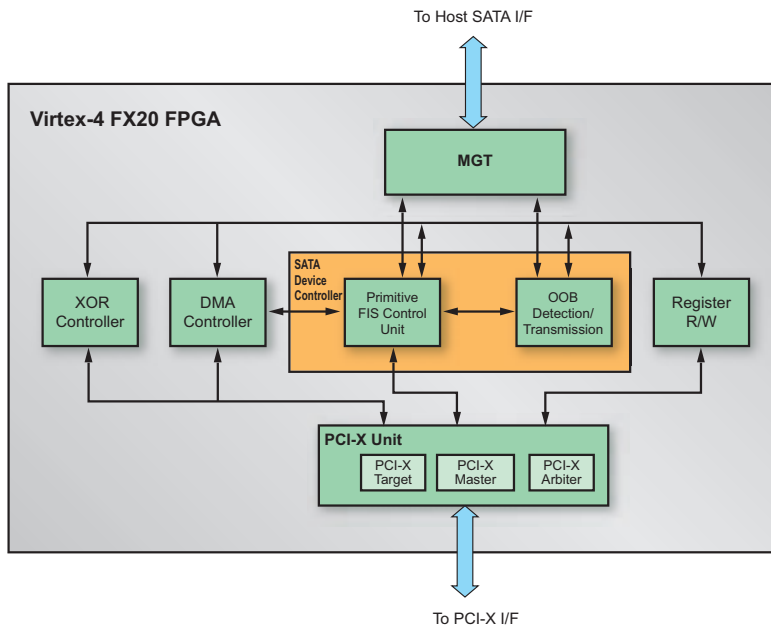 To Host SATA I/F
Virtex-4 FX20 FPGA
MGT
SATA
Device
Controller
XOR
Controller
DMA
Controller
Primitive
FIS Control
Unit
OOB
Detection/
Transmission
Register
R/W
PCI-X Unit
PCI-X
Target
PCI-X
Master
PCI-X
Arbiter
To PCI-X I/F